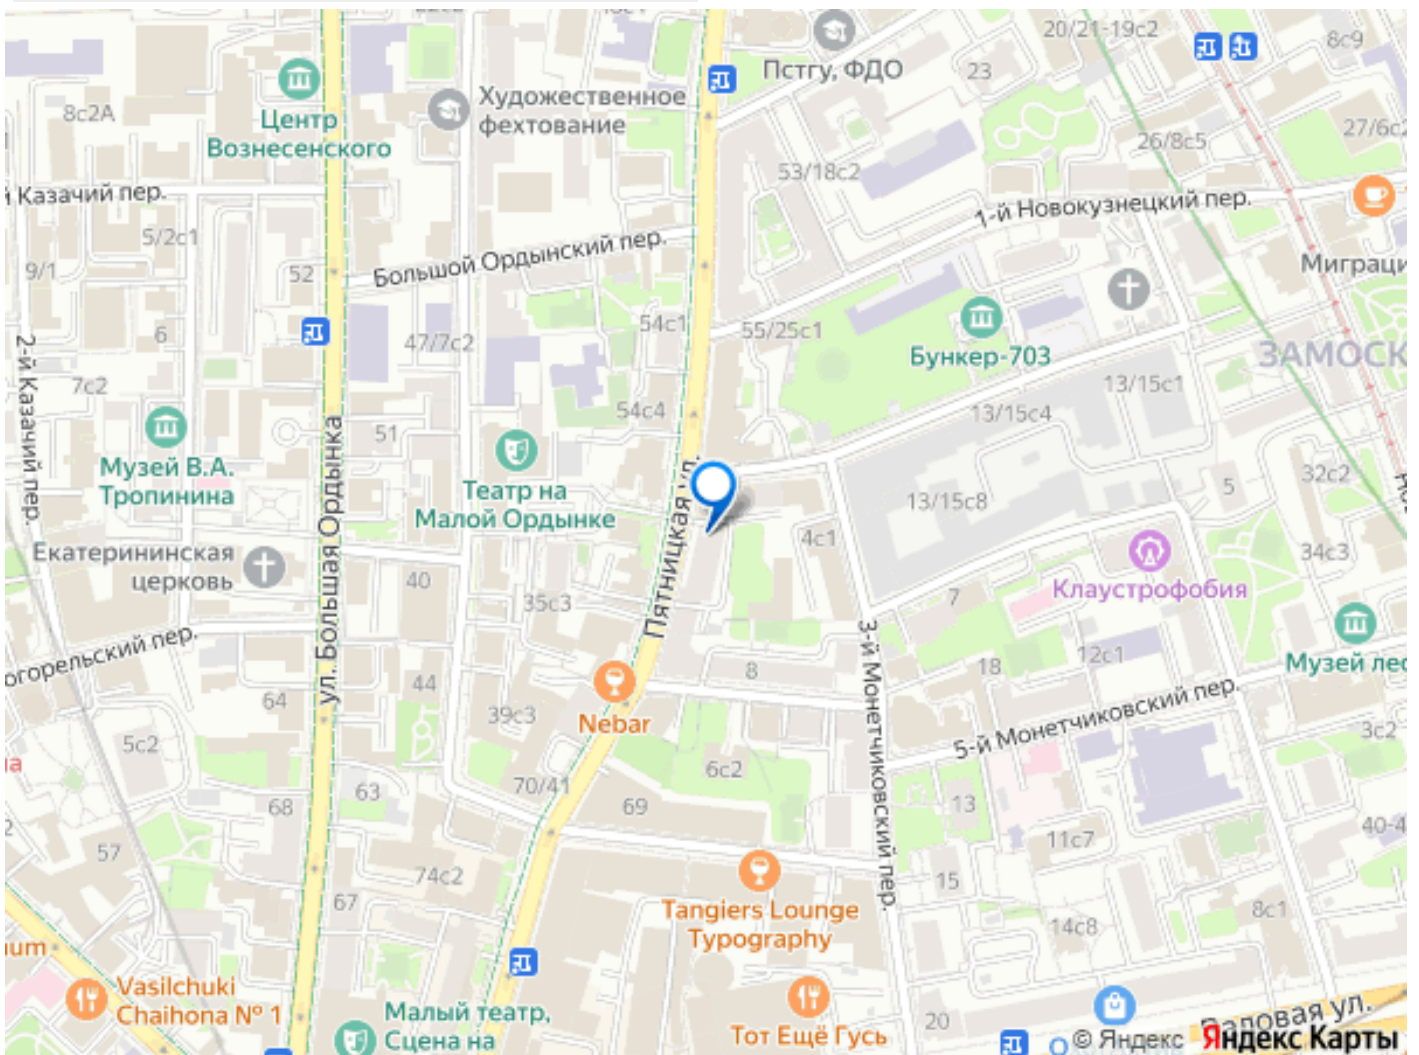 20/21-19с2
8с9
Пстгу, ФДО
23
Художественное
фехтование
8с2А
Центр
Вознесенского
26/8с5
27/6с2
53/18с2
й Казачий пер.
1-й Новокузнецкий пер.
5/2с1
Большой Ордынский пер.
9/1
52
Миграци
54с1
55/25с1
6
47/7с2
Бункер-703
ЗАМОСК
2-й Казачий пер.
7с2
13/15с1
54с4
13/15с4
51
Музей В.А.
Тропинина
ул. Большая Ордынка
Театр на
Малой Ордынке
Пятницкая ул.
32с2
5
13/15с8
4с1
34с3
Екатерининская
церковь
40
35с3
7
Клаустрофобия
огорельский пер.
3-й Монетчиковский пер.
12с1
18
Музей лес
8
44
64
39с3
Nebar
5-й Монетчиковский пер.
5с2
3с2
а
6с2
70/41
63
68
69
13
40-4
11с7
2
57
74с2
15
67
Tangiers Lounge
Typography
8с1
14с8
ium
Vasilchuki
Chaihona № 1
Малый театр,
Сцена на
Тот Ещё Гусь
20
© Яндекс
Яндекс Карты